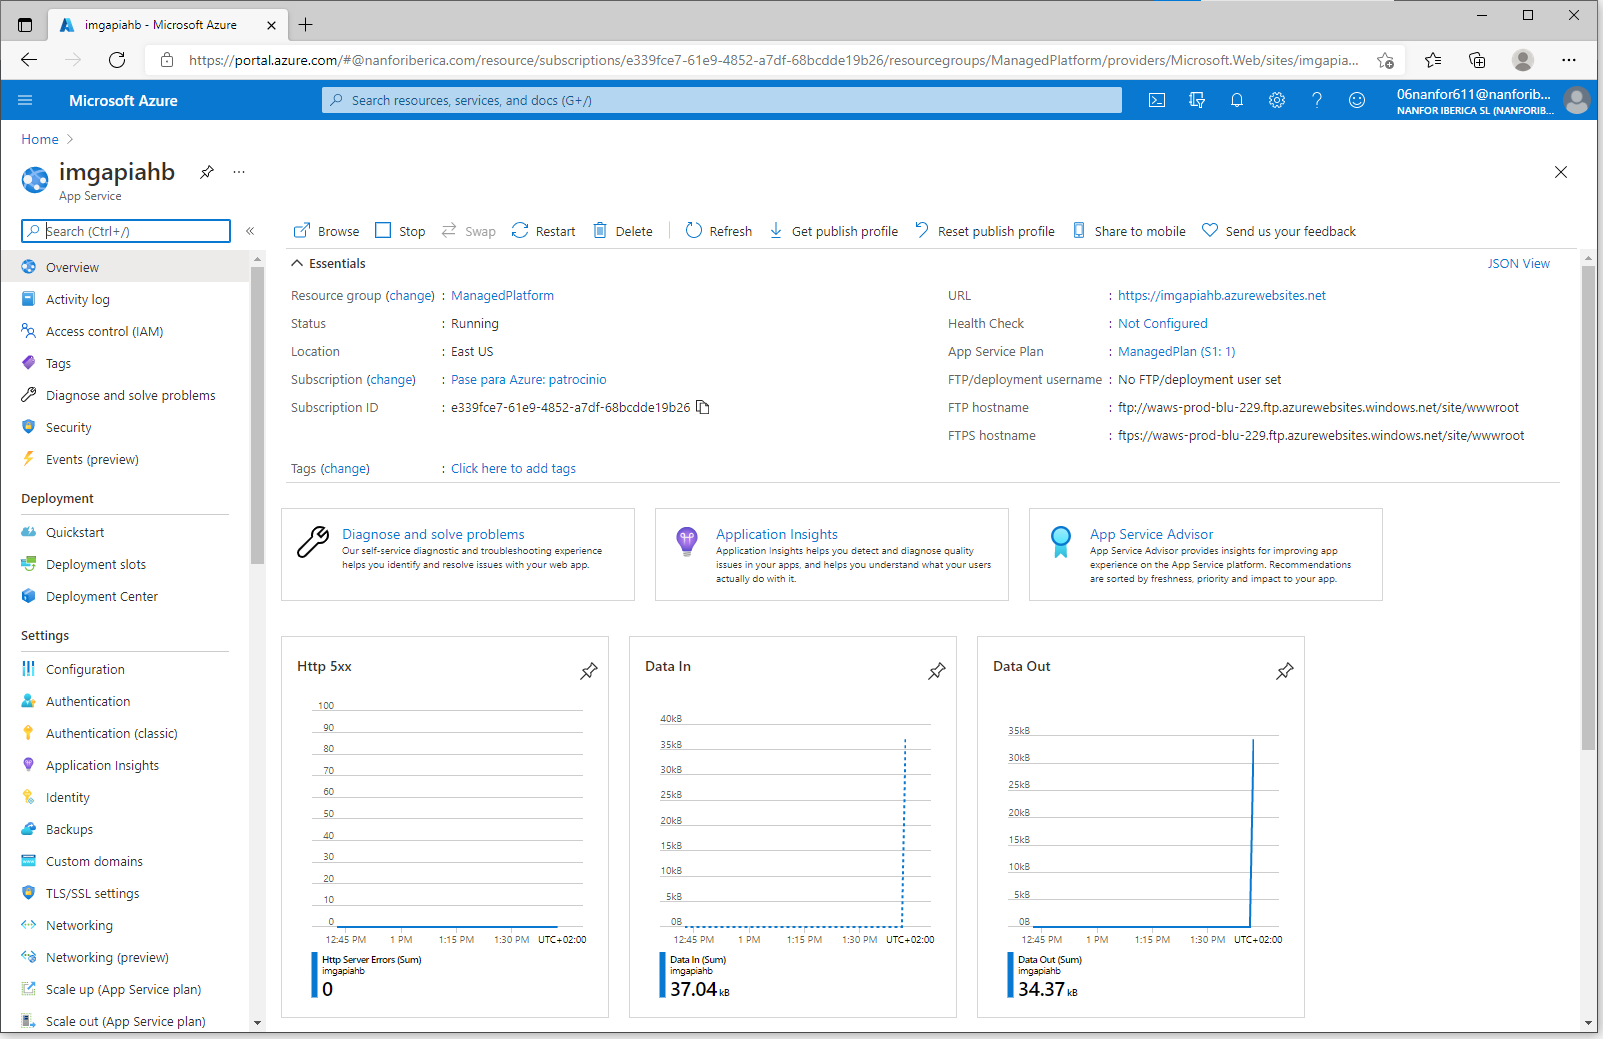 imgapiahb - Microsoft Azure
https://portal.azure.com/#@nanforiberica.com/resource/subscriptions/e339fce7-61e9-4852-a7df-68bcdde19b26/resourcegroups/ManagedPlatform/providers/Microsoft.Web/sites/imgapia...
Microsoft Azure
Search resources, services, and docs (G+/)
06nanfor611@nanforib...
NANFOR IBERICA SL (NANFORIB...
Home
imgapiahb
App Service
Search (Ctrl+/)
Browse Stop Swap Restart Delete Refresh Get publish profile Reset publish profile Share to mobile Send us your feedback
Overview
Activity log
Access control (IAM)
Tags
Diagnose and solve problems
Security
Events (preview)
Deployment
Quickstart
Deployment slots
Deployment Center
Settings
Configuration
Authentication
Authentication (classic)
Application Insights
Identity
Backups
Custom domains
TLS/SSL settings
Networking
Networking (preview)
Scale up (App Service plan)
Scale out (App Service plan)
Essentials
JSON View
Resource group (change) : ManagedPlatform
Status : Running
Location : East US
Subscription (change) : Pase para Azure: patrocinio
Subscription ID : e339fce7-61e9-4852-a7df-68bcdde19b26
Tags (change) : Click here to add tags
URL : https://imgapiahb.azurewebsites.net
Health Check : Not Configured
App Service Plan : ManagedPlan (S1: 1)
FTP/deployment username : No FTP/deployment user set
FTP hostname : ftp://waws-prod-blu-229.ftp.azurewebsites.windows.net/site/wwwroot
FTPS hostname : ftps://waws-prod-blu-229.ftp.azurewebsites.windows.net/site/wwwroot
Diagnose and solve problems
Our self-service diagnostic and troubleshooting experience
helps you identify and resolve issues with your web app.
Application Insights
Application Insights helps you detect and diagnose quality
issues in your apps, and helps you understand what your users
actually do with it.
App Service Advisor
App Service Advisor provides insights for improving app
experience on the App Service platform. Recommendations
are sorted by freshness, priority and impact to your app.
Http 5xx
100
90
80
70
60
50
40
30
20
10
0
12:45 PM 1 PM 1:15 PM 1:30 PM UTC+02:00
Http Server Errors (Sum)
imgapiahb
0
Data In
40kB
35kB
30kB
25kB
20kB
15kB
10kB
5kB
0B
12:45 PM 1 PM 1:15 PM 1:30 PM UTC+02:00
Data In (Sum)
imgapiahb
37.04 kB
Data Out
35kB
30kB
25kB
20kB
15kB
10kB
5kB
0B
12:45 PM 1 PM 1:15 PM 1:30 PM UTC+02:00
Data Out (Sum)
imgapiahb
34.37 kB